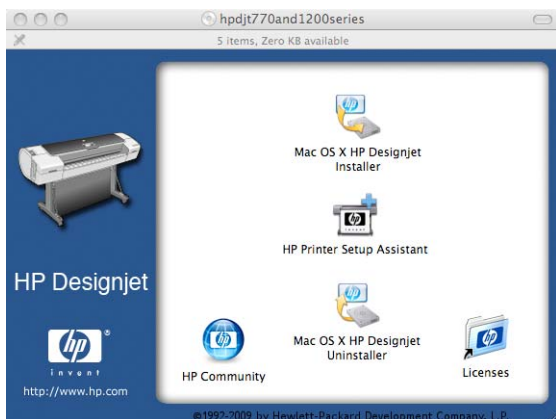 hpdjt770and1200series
5 items, Zero KB available
Mac OS X HP Designjet
Installer
HP Printer Setup Assistant
HP Designjet
hp
invent
http://www.hp.com
HP Community
Mac OS X HP Designjet
Uninstaller
Licenses
©1992-2009 by Hewlett-Packard Development Company, L.P.